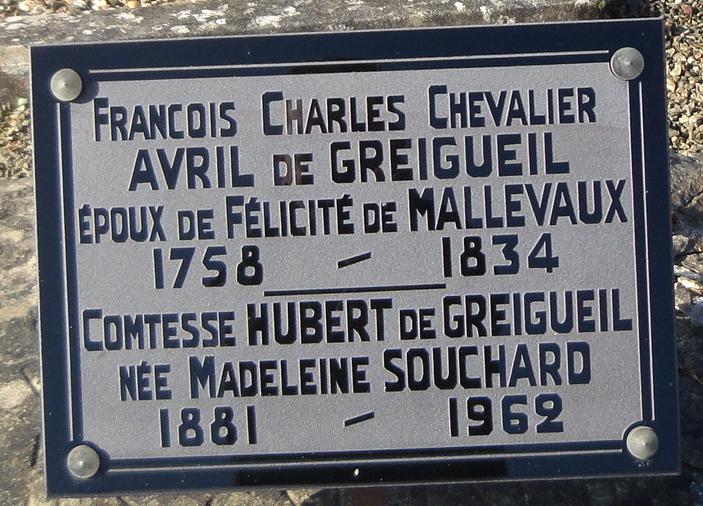 FRANCOIS CHARLES CHEVALIER
AVRIL DE GREIGUEIL
ÉPOUX DE FÉLICITÉ DE MALLEVAUX
1758 – 1834
COMTESSE HUBERT DE GREIGUEIL
NÉE MADELEINE SOUCHARD
1881 – 1962